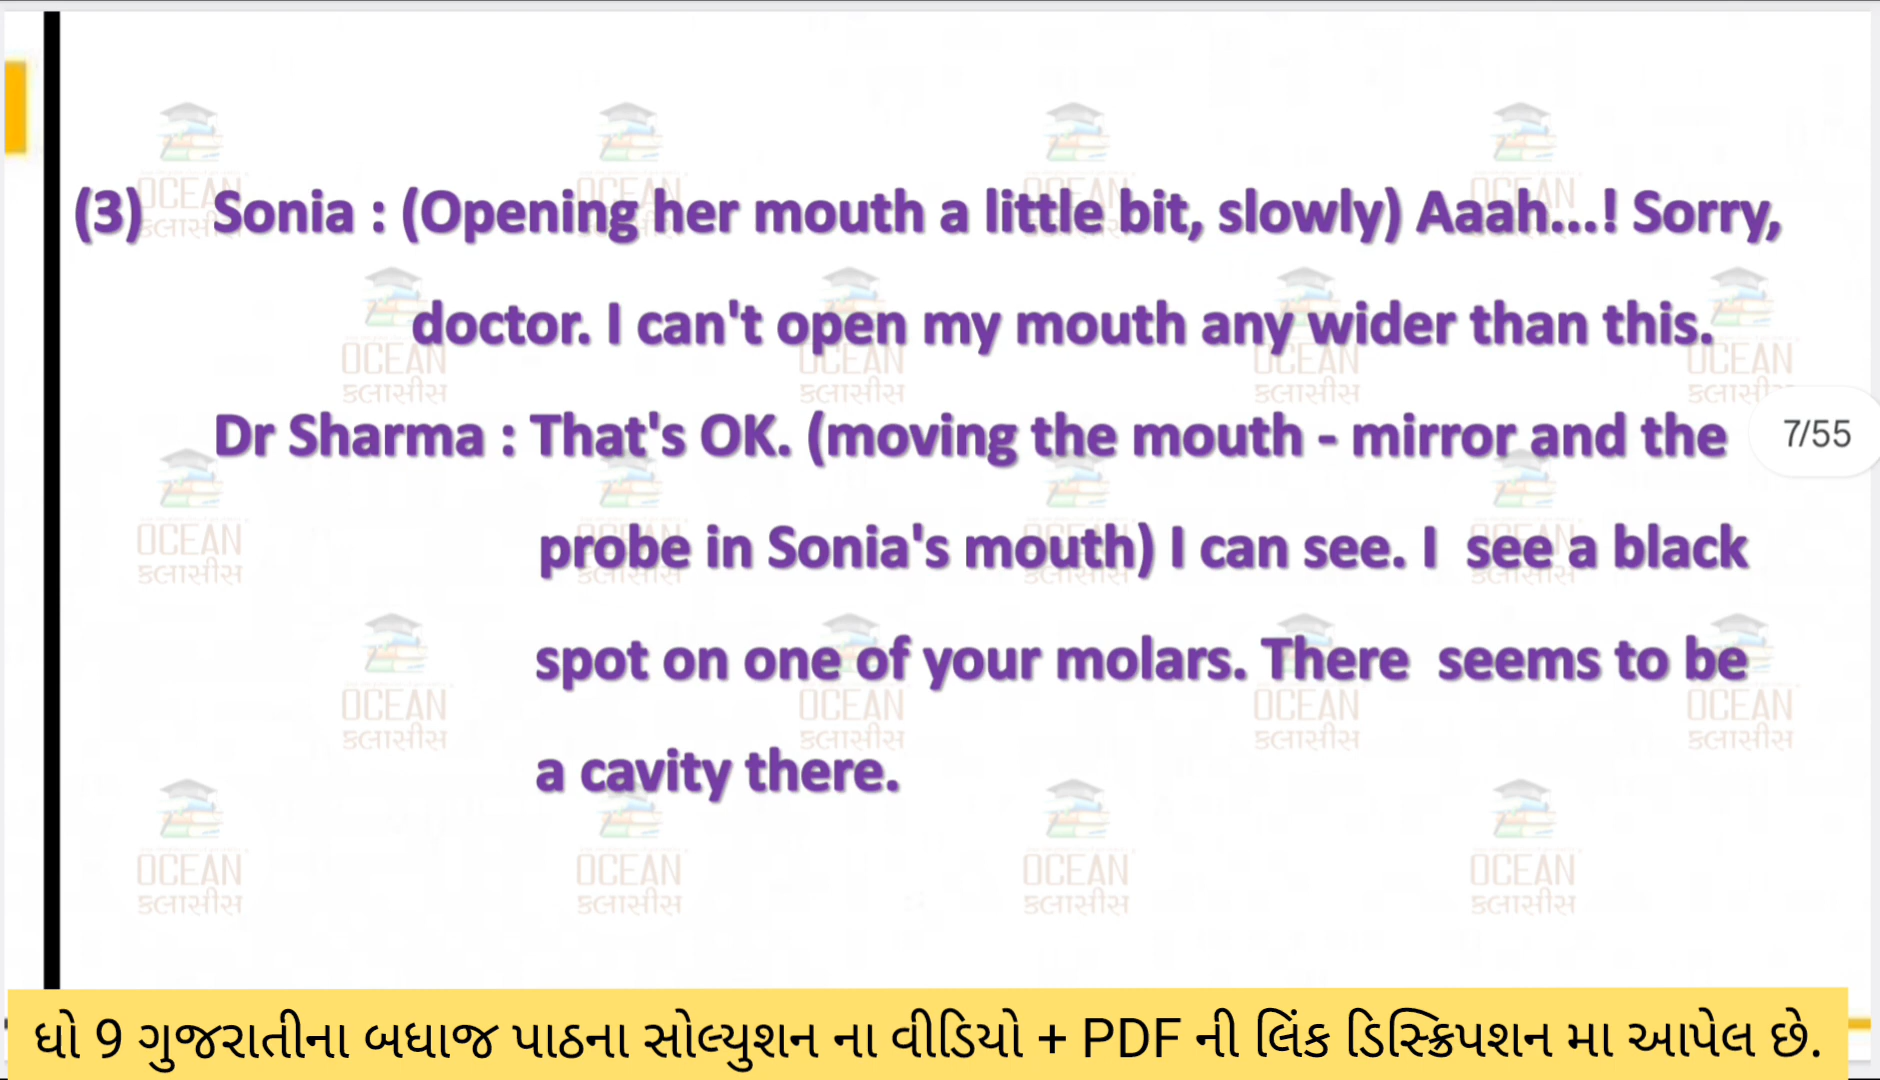 (3) Sonia : (Opening her mouth a little bit, slowly) Aaah...! Sorry,
doctor. I can't open my mouth any wider than this.
Dr Sharma : That's OK. (moving the mouth - mirror and the
7/55
probe in Sonia's mouth) I can see. I see a black
spot on one of your molars. There seems to be
a cavity there.
OCEAN
ક્લાસીસ
ધો 9 ગુજરાતીના બધાજ પાઠના સોલ્યુશન ના વીડિયો + PDF ની લિંક ડિસ્ક્રિપશન મા આપેલ છે.